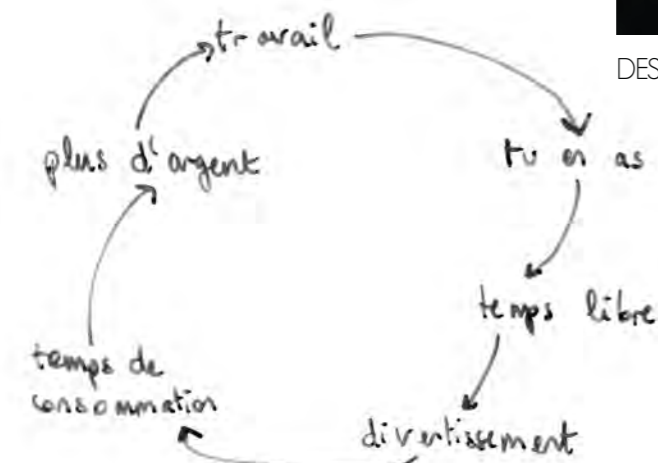 travail
DES
plus d'argent
tu en as
temps libre
temps de
consommation
divertissement